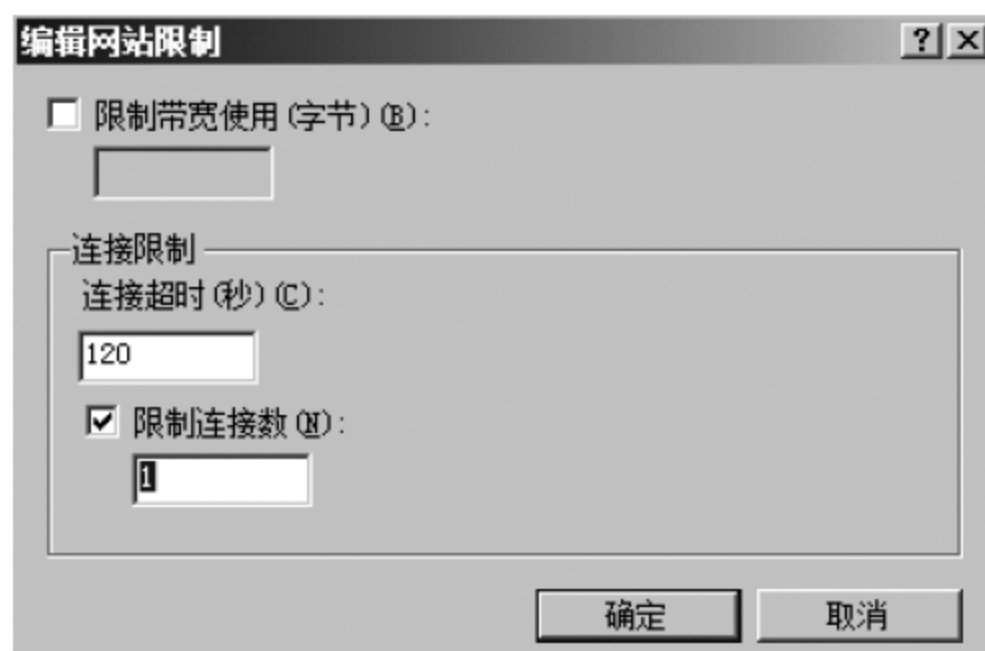 编辑网站限制
限制带宽使用(字节)(B):
连接限制
连接超时(秒)(C):
120
限制连接数(N):
1
确定 取消